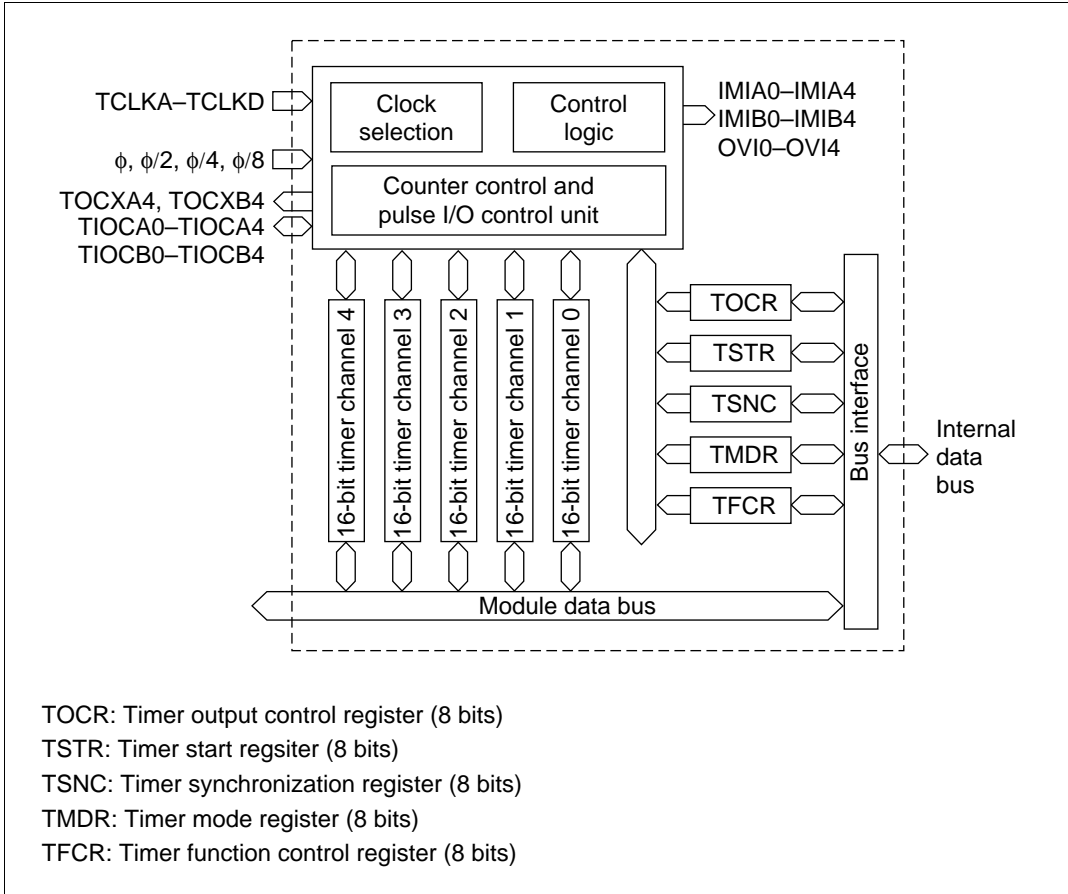 TCLKA–TCLKD
ϕ, ϕ/2, ϕ/4, ϕ/8
TOCXA4, TOCXB4
TIOCA0–TIOCA4
TIOCB0–TIOCB4
Clock
selection
Control
logic
Counter control and
pulse I/O control unit
IMIA0–IMIA4
IMIB0–IMIB4
OVI0–OVI4
16-bit timer channel 4
16-bit timer channel 3
16-bit timer channel 2
16-bit timer channel 1
16-bit timer channel 0
TOCR
TSTR
TSNC
TMDR
TFCR
Bus interface
Internal
data
bus
Module data bus
TOCR: Timer output control register (8 bits)
TSTR: Timer start regsiter (8 bits)
TSNC: Timer synchronization register (8 bits)
TMDR: Timer mode register (8 bits)
TFCR: Timer function control register (8 bits)